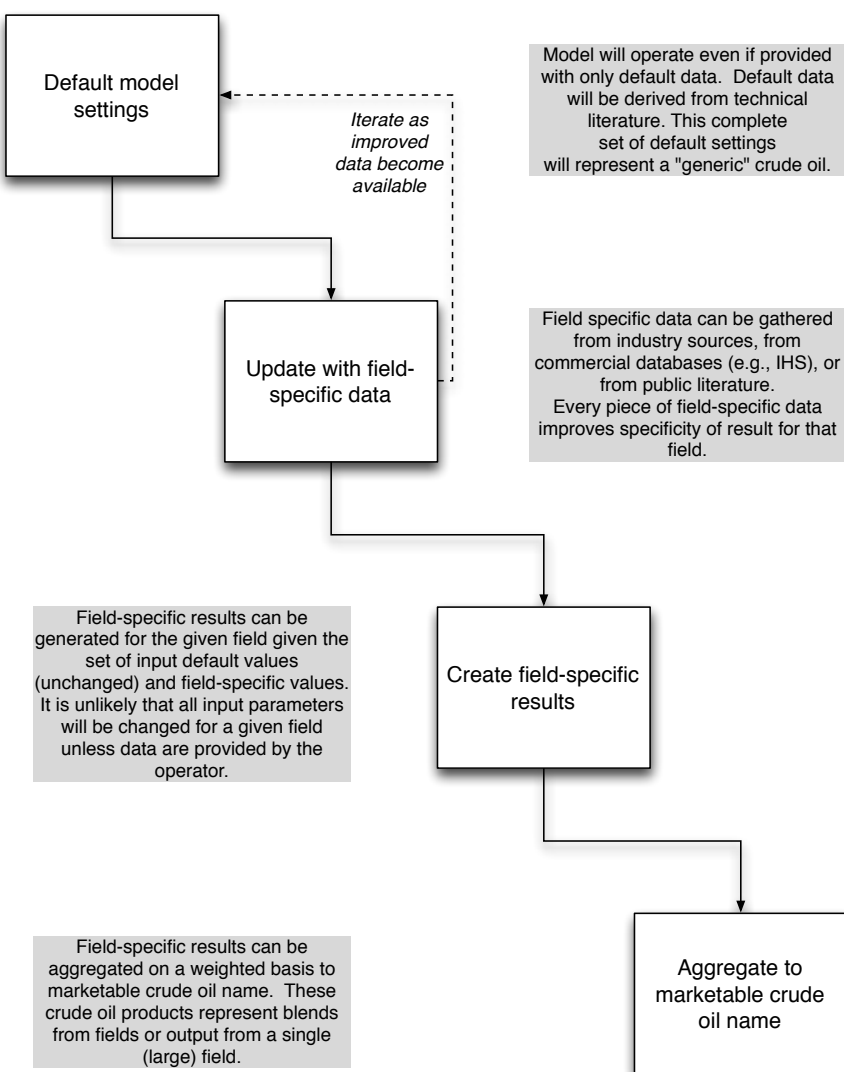 Default model
settings
Iterate as
improved
data become
available
Model will operate even if provided
with only default data.  Default data
will be derived from technical
literature. This complete
set of default settings
will represent a "generic" crude oil.
Update with field-
specific data
Field specific data can be gathered
from industry sources, from
commercial databases (e.g., IHS), or
from public literature.
Every piece of field-specific data
improves specificity of result for that
field.
Field-specific results can be
generated for the given field given the
set of input default values
(unchanged) and field-specific values.
It is unlikely that all input parameters
will be changed for a given field
unless data are provided by the
operator.
Create field-specific
results
Field-specific results can be
aggregated on a weighted basis to
marketable crude oil name.  These
crude oil products represent blends
from fields or output from a single
(large) field.
Aggregate to
marketable crude
oil name